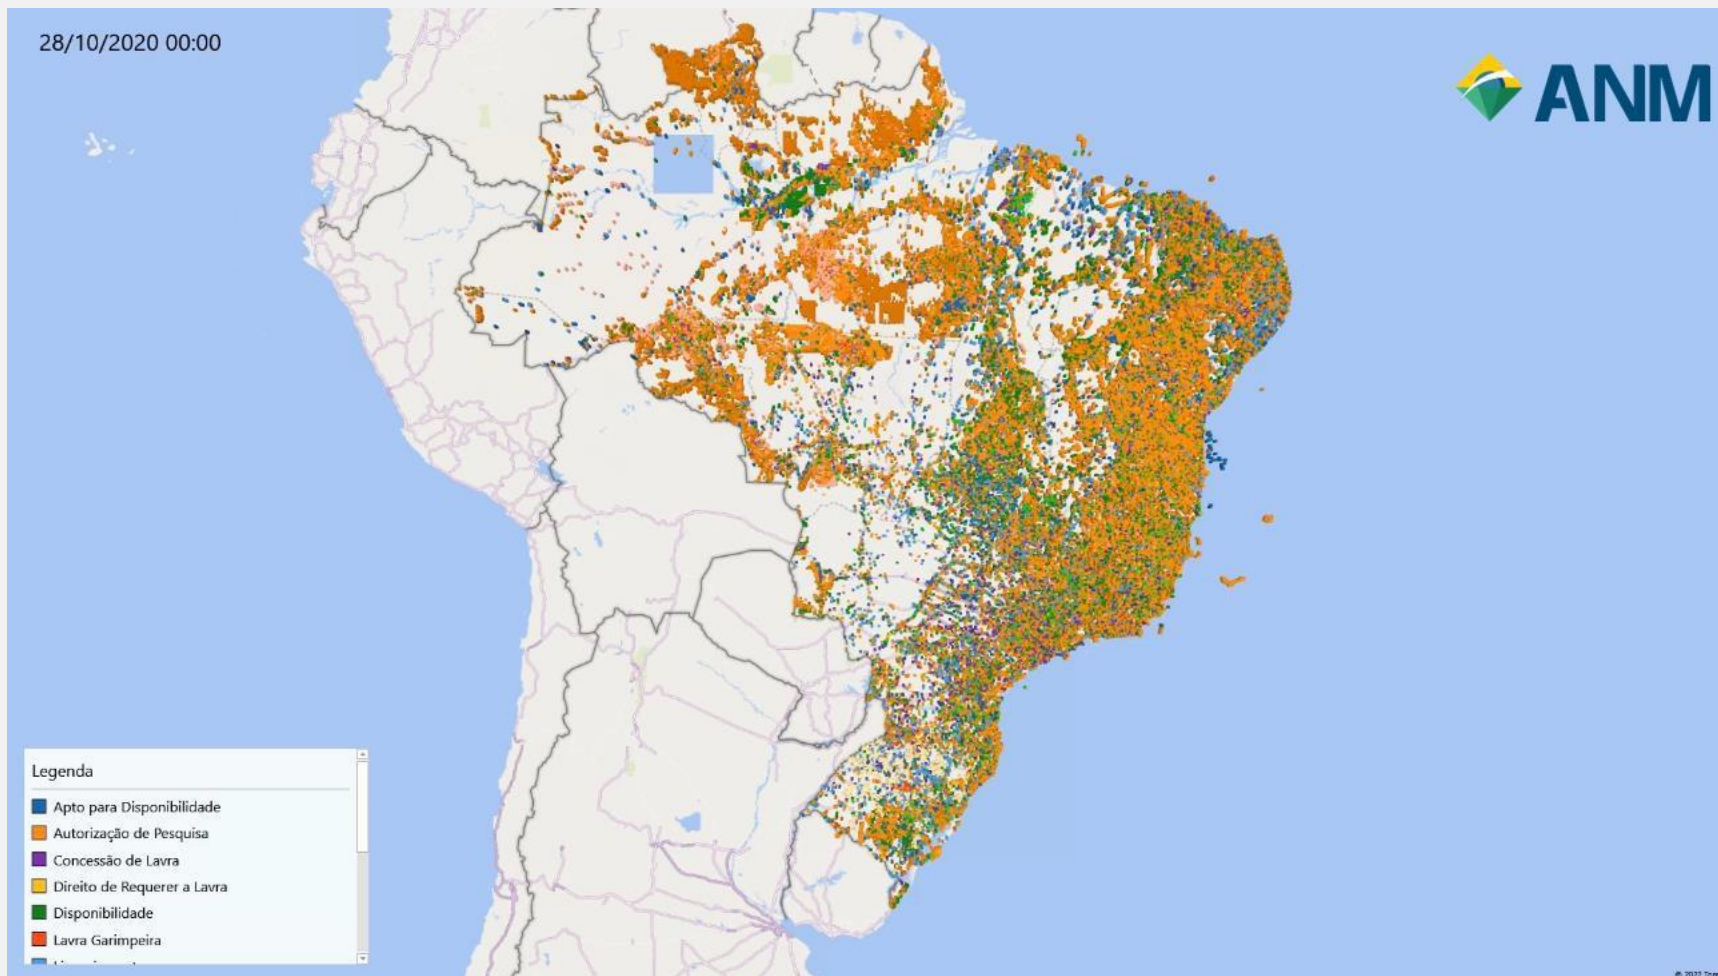 28/10/2020 00:00
ANM
Legenda
Apto para Disponibilidade
Autorização de Pesquisa
Concessão de Lavra
Direito de Requerer a Lavra
Disponibilidade
Lavra Garimpeira
© 2022